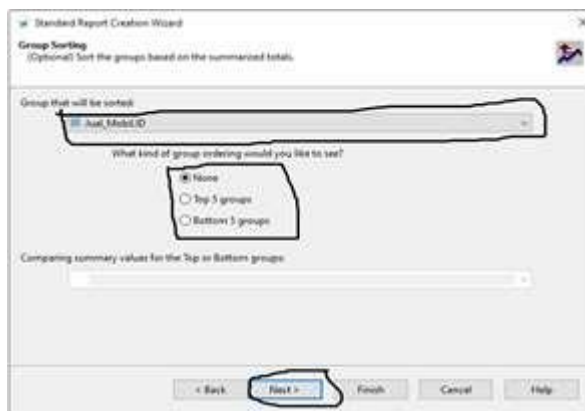 Standard Report Creation Wizard
Group Sorting
(Optional) Sort the groups based on the summarized totals.
Group that will be sorted:
Jual_Mobil.ID
What kind of group ordering would you like to see?
None
Top 5 groups
Bottom 5 groups
Comparing summary values for the Top or Bottom groups:
< Back Next > Finish Cancel Help